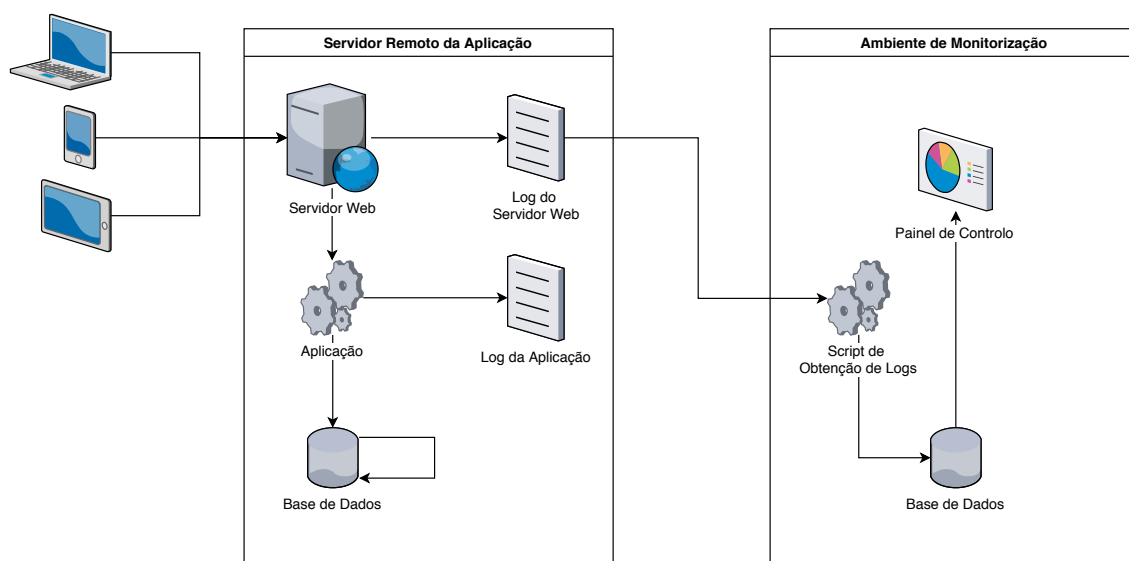 Servidor Remoto da Aplicação
Ambiente de Monitorização
Servidor Web
Log do
Servidor Web
Painel de Controlo
Aplicação
Log da Aplicação
Script de
Obtenção de Logs
Base de Dados
Base de Dados